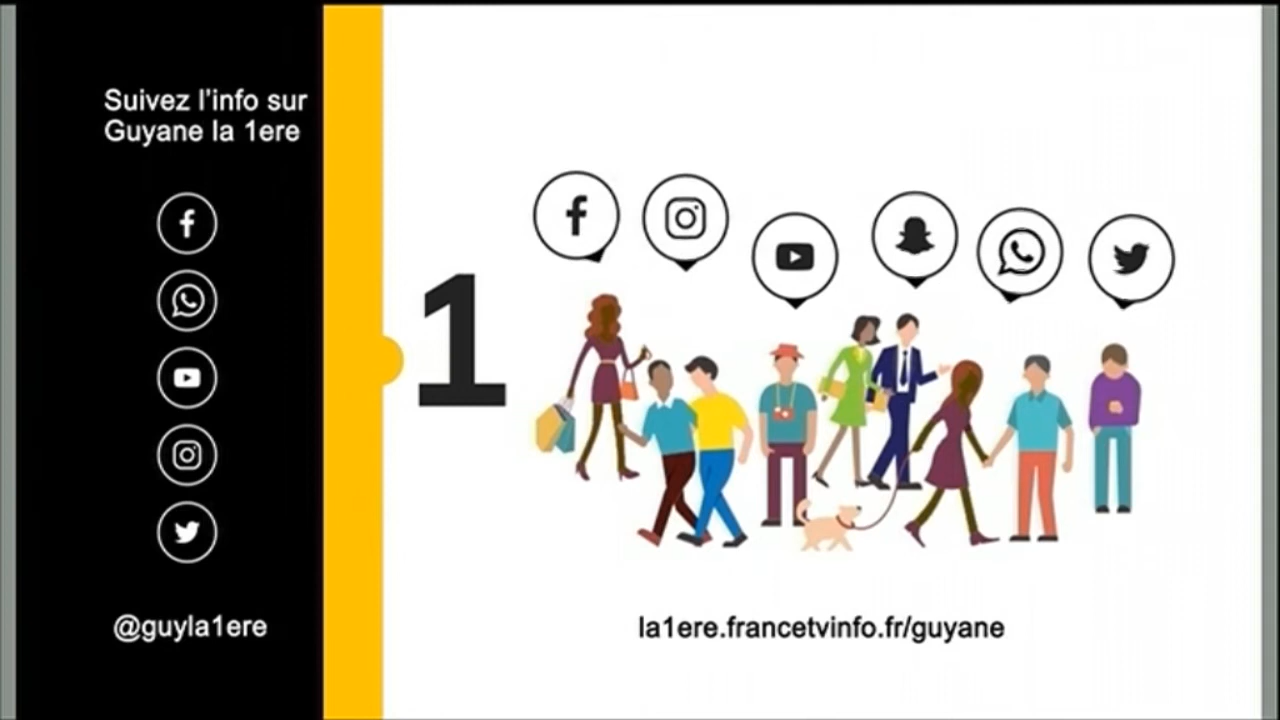 Suivez l'info sur
Guyane la 1ere
@guyla1ere
1
la1ere.francetvinfo.fr/guyane